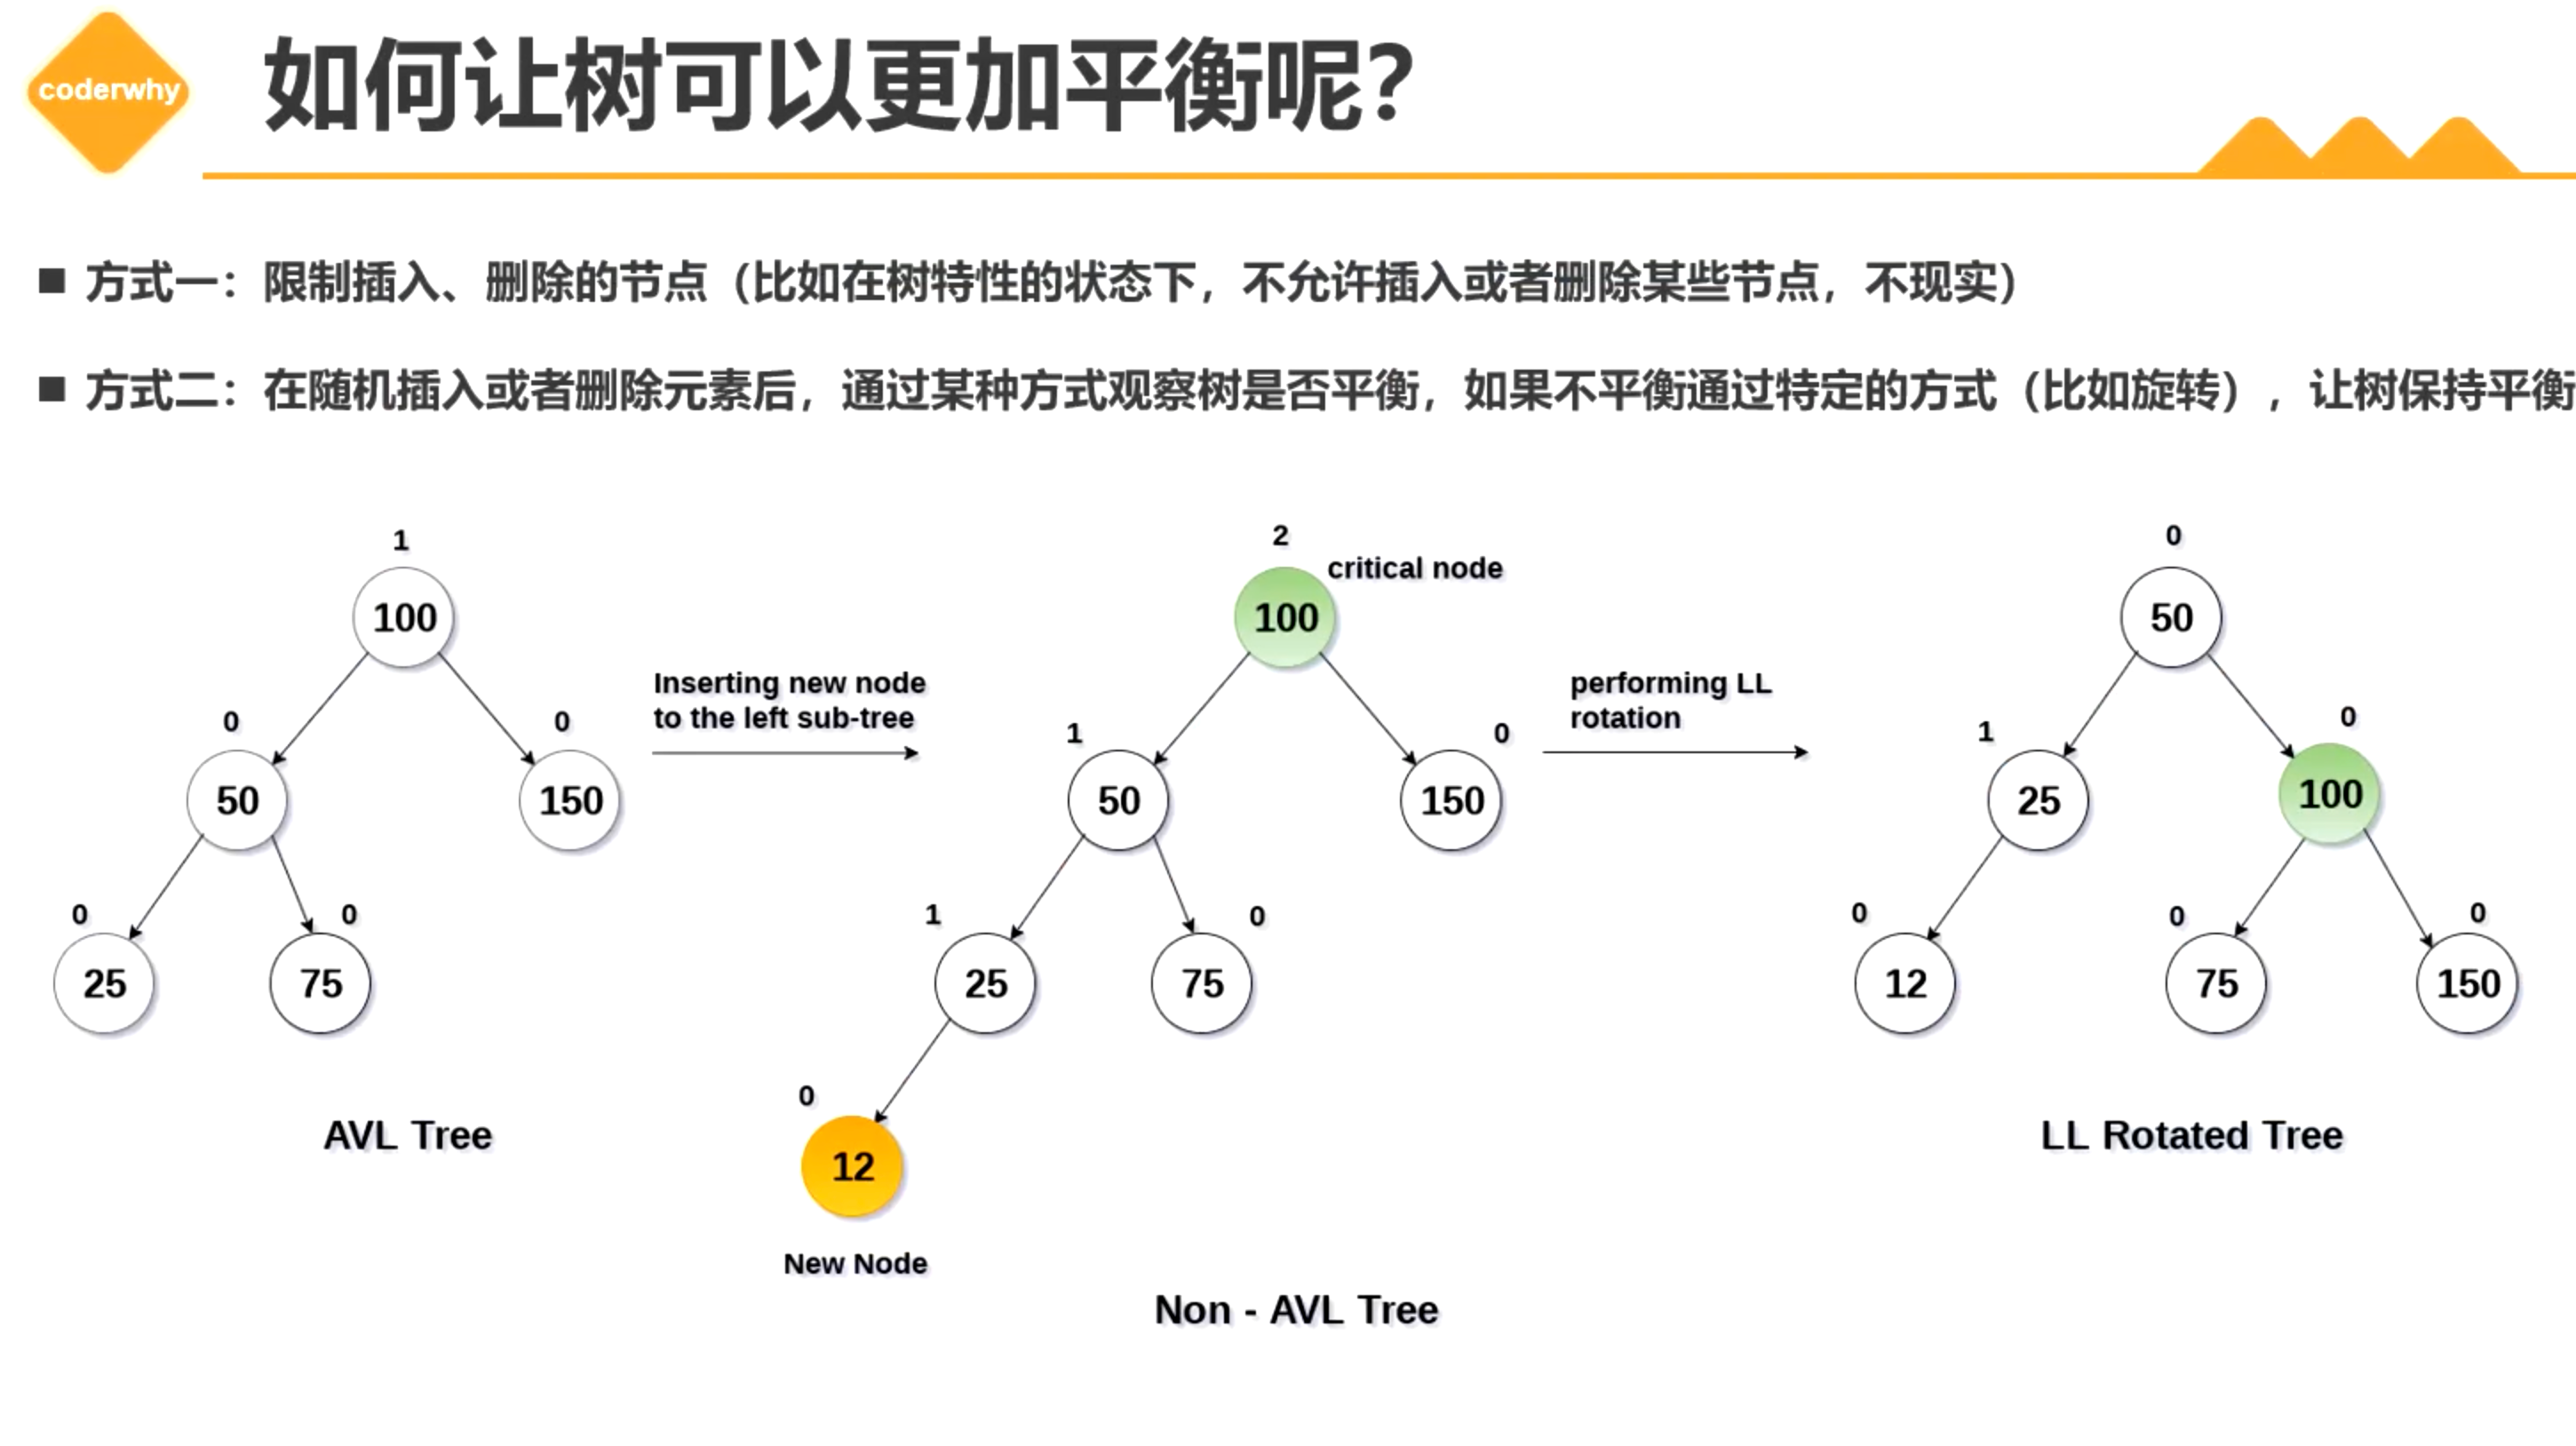 coderwhy
如何让树可以更加平衡呢？
方式一：限制插入、删除的节点（比如在树特性的状态下，不允许插入或者删除某些节点，不现实）
方式二：在随机插入或者删除元素后，通过某种方式观察树是否平衡，如果不平衡通过特定的方式（比如旋转），让树保持平衡
1
100
0
0
50
150
0
0
25
75
AVL Tree
Inserting new node
to the left sub-tree
2
critical node
100
1
0
50
150
1
0
25
75
0
12
New Node
Non - AVL Tree
performing LL
rotation
0
50
1
0
25
100
0
0
0
12
75
150
LL Rotated Tree